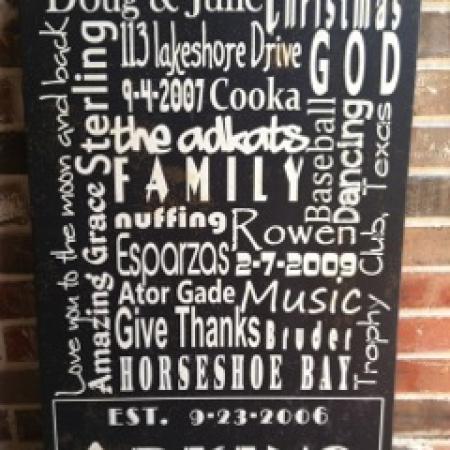 Doug & Julie
Christmas
113 lakeshore Drive
GOD
9-4-2007 Cooka
Sterling
the adkats
Baseball
Dancing
FAMILY
Love you to the moon and back
Amazing Grace
nuffing
Rowen
Esparzas
2-7-2009
Ator Gade
Music
Give Thanks
Bruder
HORSESHOE BAY
Trophy Club, Texas
EST. 9-23-2006